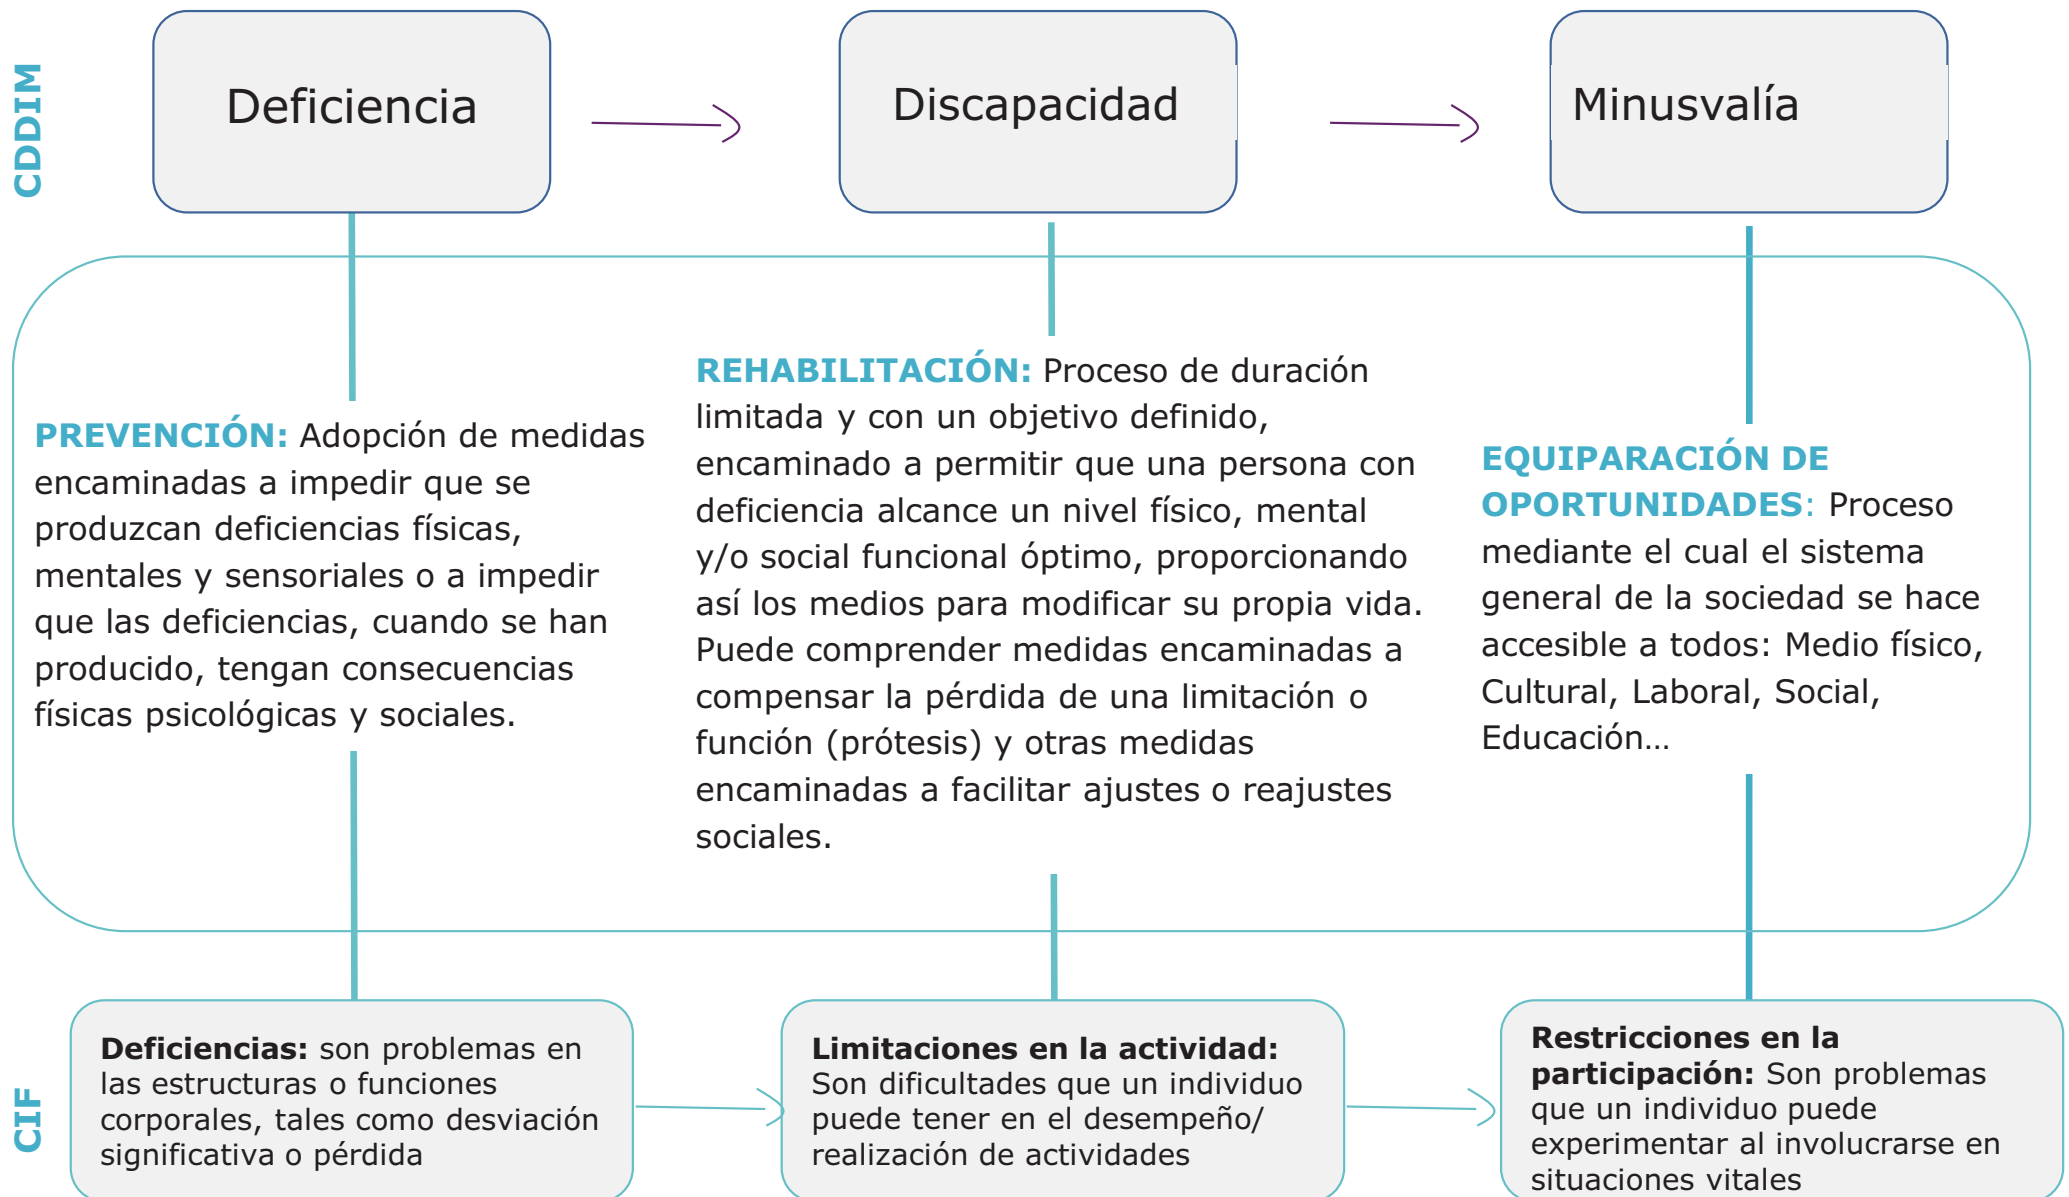 CDDIM
Deficiencia
Discapacidad
Minusvalía
PREVENCIÓN: Adopción de medidas
encaminadas a impedir que se
produzcan deficiencias físicas,
mentales y sensoriales o a impedir
que las deficiencias, cuando se han
producido, tengan consecuencias
físicas psicológicas y sociales.
REHABILITACIÓN: Proceso de duración
limitada y con un objetivo definido,
encaminado a permitir que una persona con
deficiencia alcance un nivel físico, mental
y/o social funcional óptimo, proporcionando
así los medios para modificar su propia vida.
Puede comprender medidas encaminadas a
compensar la pérdida de una limitación o
función (prótesis) y otras medidas
encaminadas a facilitar ajustes o reajustes
sociales.
EQUIPARACIÓN DE
OPORTUNIDADES: Proceso
mediante el cual el sistema
general de la sociedad se hace
accesible a todos: Medio físico,
Cultural, Laboral, Social,
Educación…
CIF
Deficiencias: son problemas en
las estructuras o funciones
corporales, tales como desviación
significativa o pérdida
Limitaciones en la actividad:
Son dificultades que un individuo
puede tener en el desempeño/
realización de actividades
Restricciones en la
participación: Son problemas
que un individuo puede
experimentar al involucrarse en
situaciones vitales